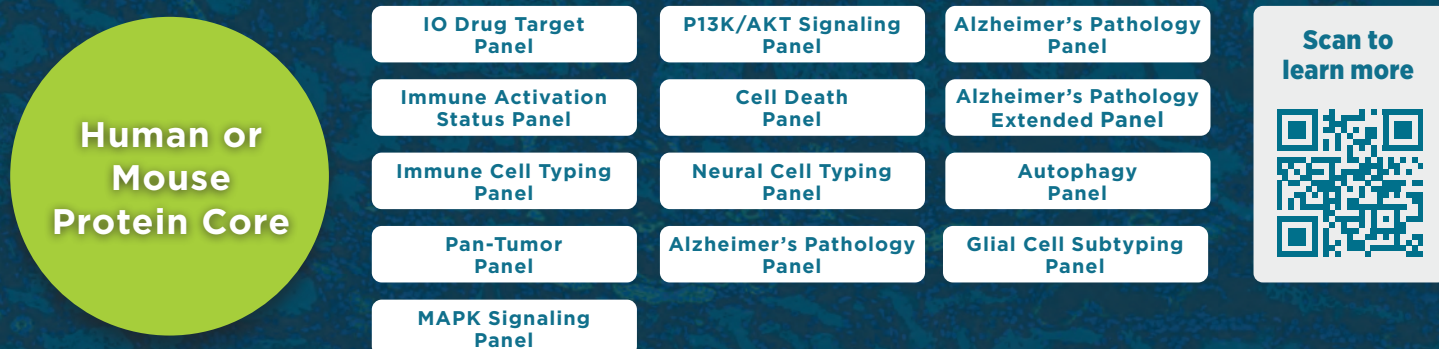 Human or
Mouse
Protein Core
IO Drug Target
Panel
Immune Activation
Status Panel
Immune Cell Typing
Panel
Pan-Tumor
Panel
MAPK Signaling
Panel
P13K/AKT Signaling
Panel
Cell Death
Panel
Neural Cell Typing
Panel
Alzheimer's Pathology
Panel
Alzheimer's Pathology
Panel
Alzheimer's Pathology
Extended Panel
Autophagy
Panel
Glial Cell Subtyping
Panel
Scan to
learn more